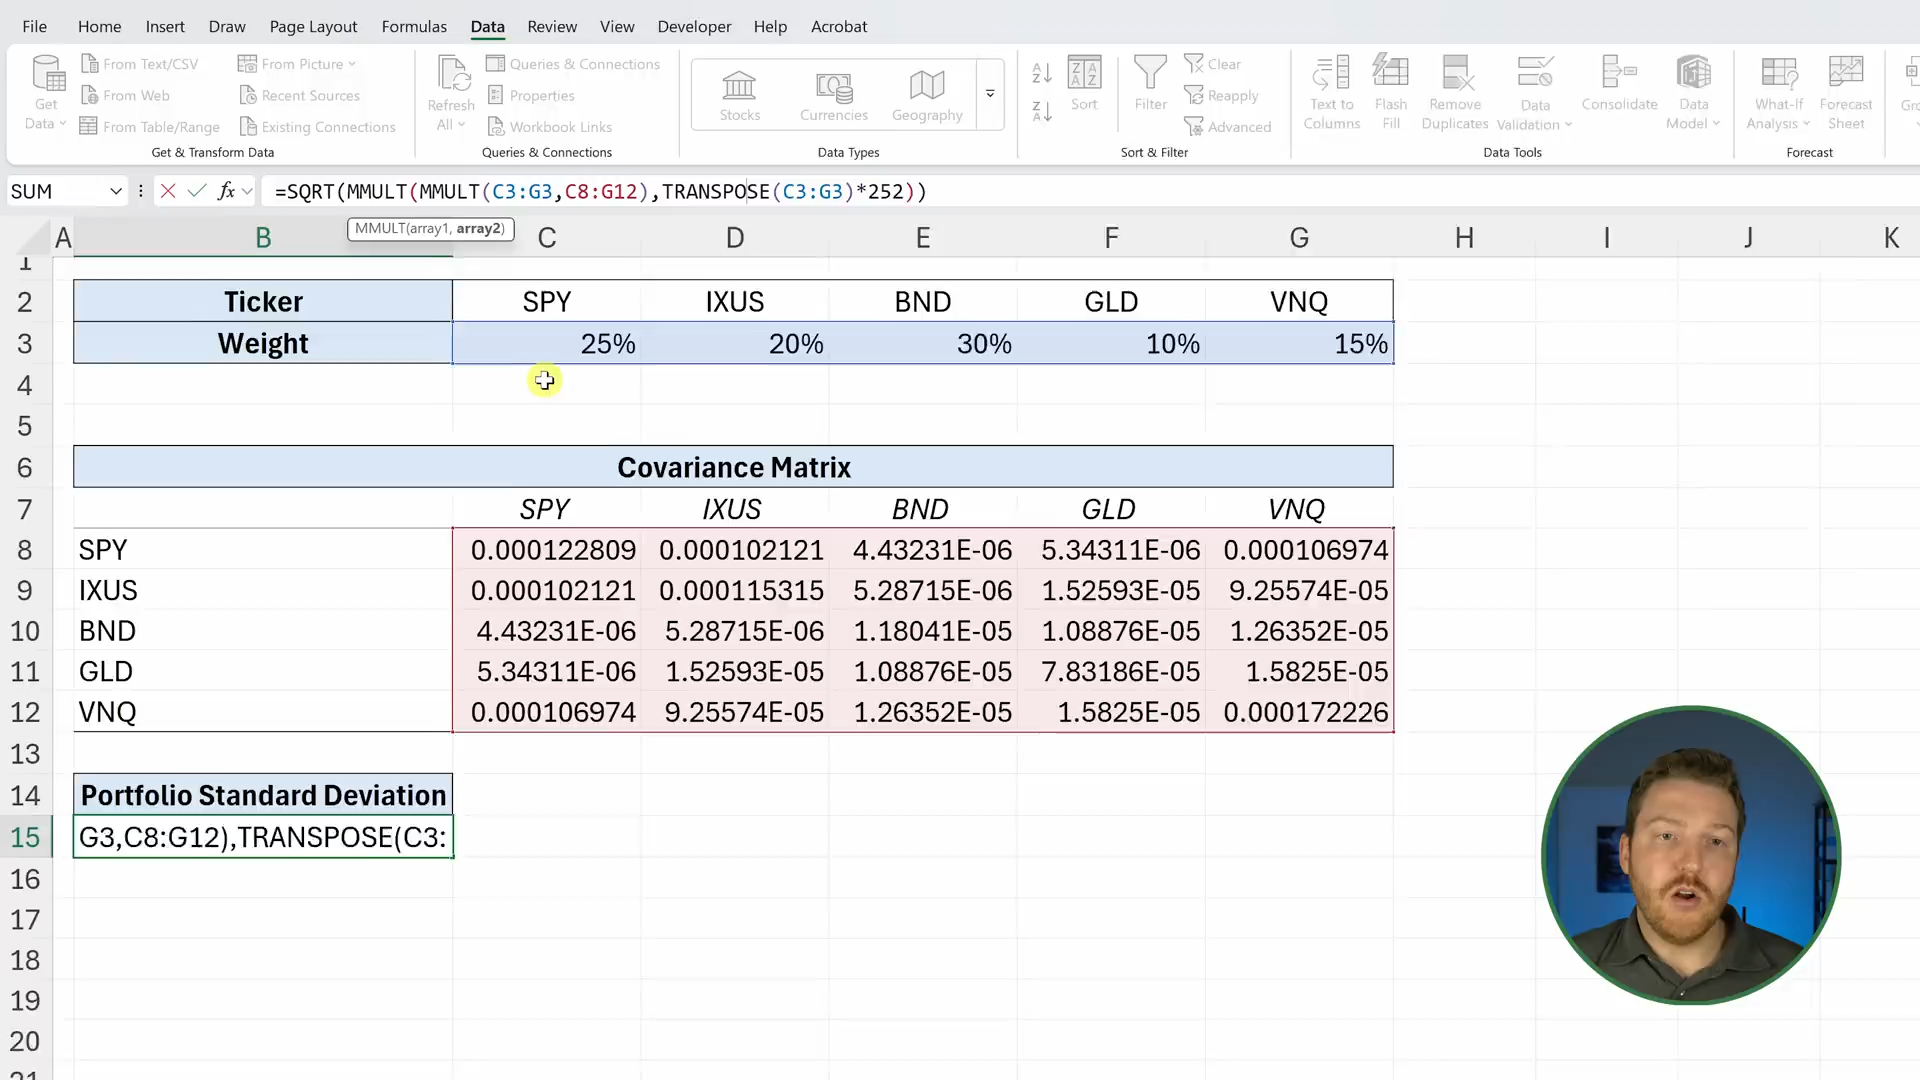 File Home Insert Draw Page Layout Formulas Data Review View Developer Help Acrobat
Get Data
From Text/CSV
From Web
From Table/Range
From Picture
Recent Sources
Existing Connections
Get & Transform Data
Refresh All
Queries & Connections
Properties
Workbook Links
Queries & Connections
Stocks
Currencies
Geography
Data Types
Sort
Filter
Clear
Reapply
Advanced
Sort & Filter
Text to Columns
Flash Fill
Remove Duplicates
Data Validation
Consolidate
Data Model
Data Tools
What-If Analysis
Forecast Sheet
Forecast
SUM fx =SQRT(MMULT(MMULT(C3:G3,C8:G12),TRANSPOSE(C3:G3)*252))
MMULT(array1, array2)
A B C D E F G H I J K
1
2 Ticker SPY IXUS BND GLD VNQ
3 Weight 25% 20% 30% 10% 15%
4
5
6 Covariance Matrix
7 SPY IXUS BND GLD VNQ
8 SPY 0.000122809 0.000102121 4.43231E-06 5.34311E-06 0.000106974
9 IXUS 0.000102121 0.000115315 5.28715E-06 1.52593E-05 9.25574E-05
10 BND 4.43231E-06 5.28715E-06 1.18041E-05 1.08876E-05 1.26352E-05
11 GLD 5.34311E-06 1.52593E-05 1.08876E-05 7.83186E-05 1.5825E-05
12 VNQ 0.000106974 9.25574E-05 1.26352E-05 1.5825E-05 0.000172226
13
14 Portfolio Standard Deviation
15 G3,C8:G12),TRANSPOSE(C3:
16
17
18
19
20